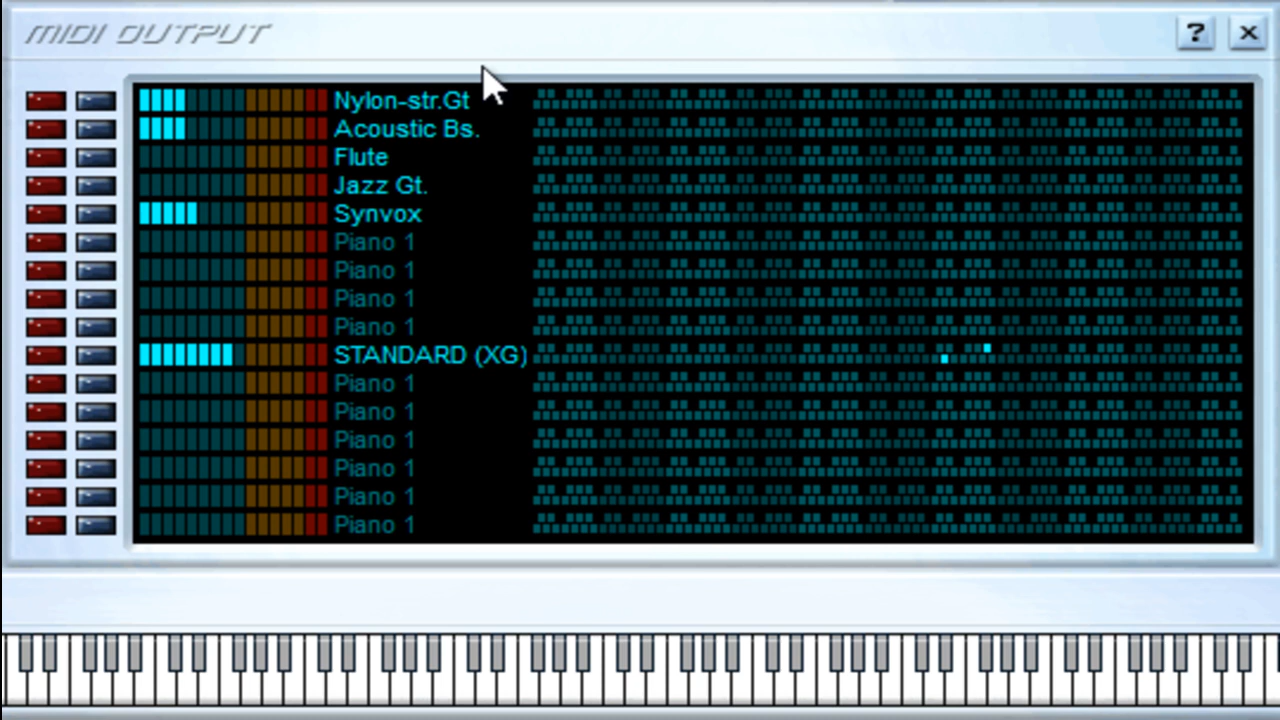 MIDI OUTPUT
? ×
Nylon-str.Gt
Acoustic Bs.
Flute
Jazz Gt.
Synvox
Piano 1
Piano 1
Piano 1
Piano 1
STANDARD (XG)
Piano 1
Piano 1
Piano 1
Piano 1
Piano 1
Piano 1